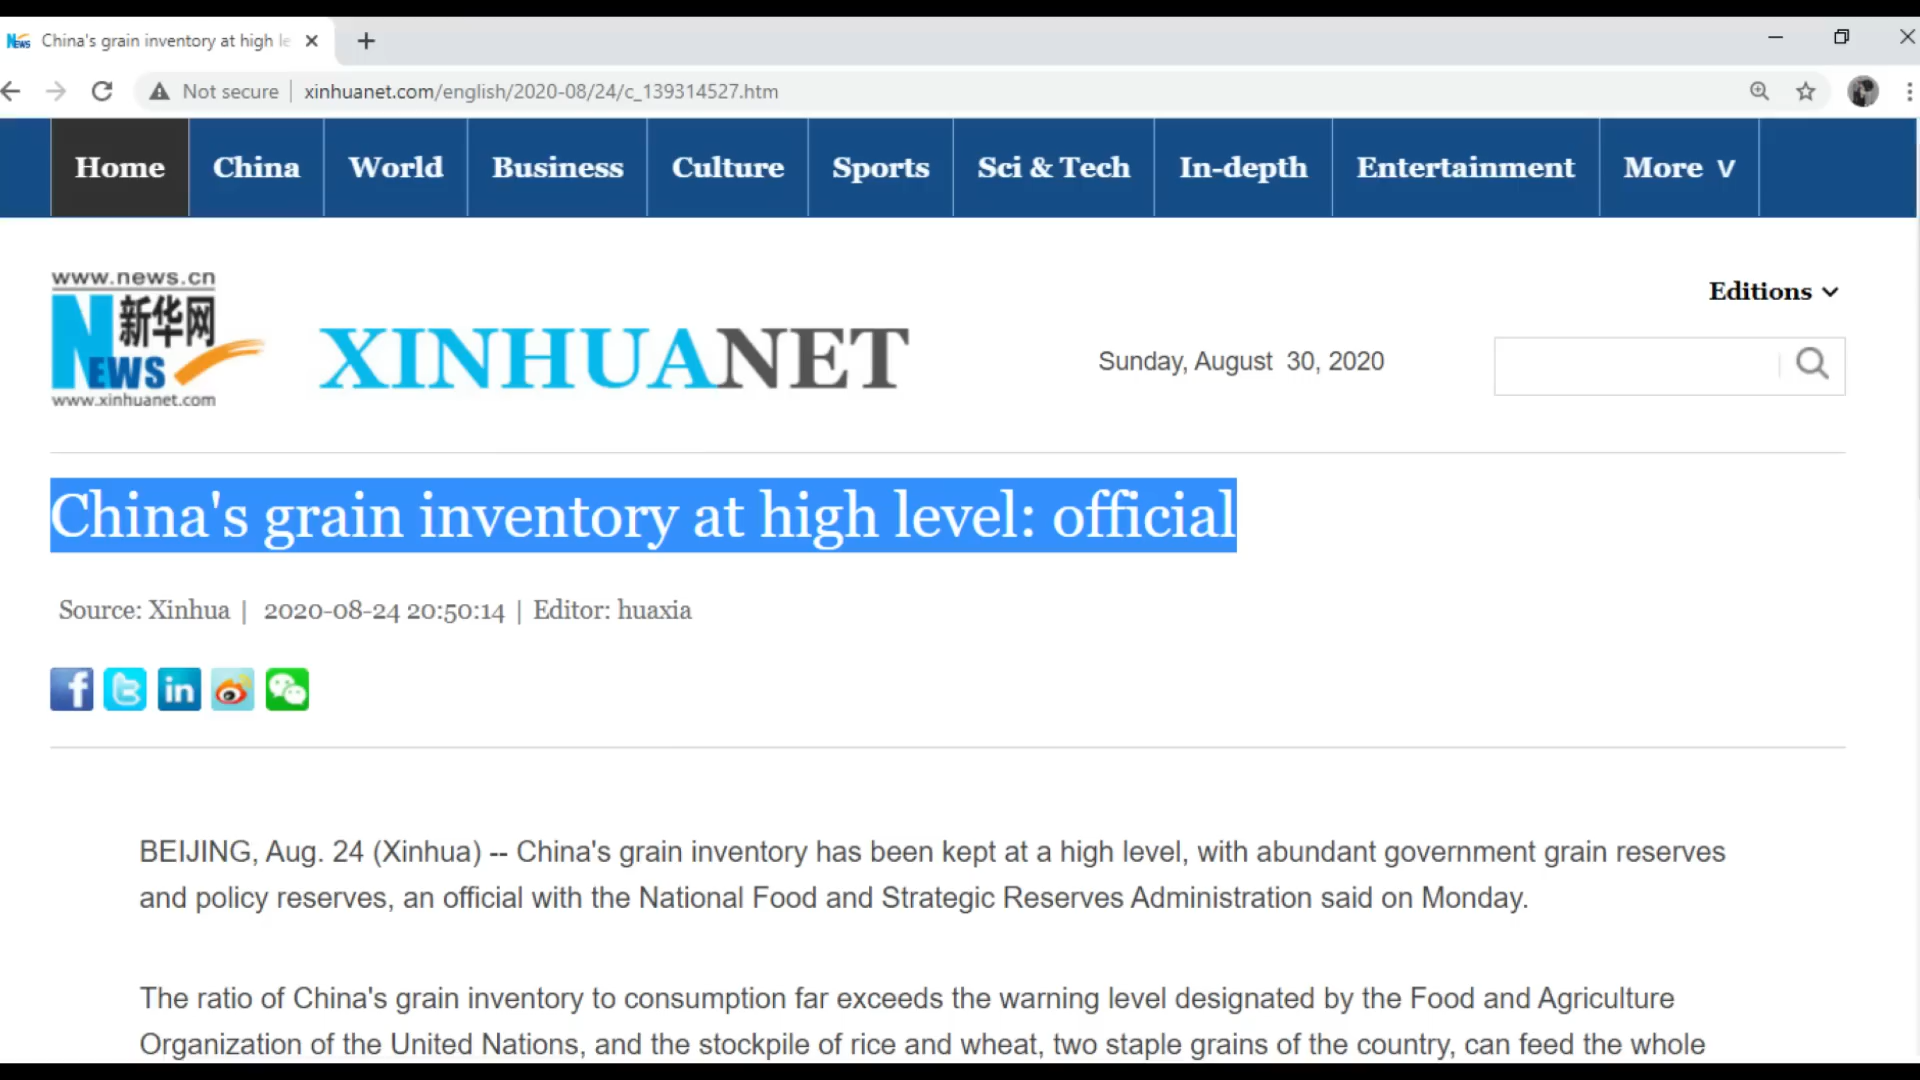 China's grain inventory at high le
Not secure xinhuanet.com/english/2020-08/24/c_139314527.htm
Home China World Business Culture Sports Sci & Tech In-depth Entertainment More V
www.news.cn
新华网
NEWS
www.xinhuanet.com
XINHUANET
Sunday, August 30, 2020
Editions
China's grain inventory at high level: official
Source: Xinhua | 2020-08-24 20:50:14 | Editor: huaxia
BEIJING, Aug. 24 (Xinhua) -- China's grain inventory has been kept at a high level, with abundant government grain reserves
and policy reserves, an official with the National Food and Strategic Reserves Administration said on Monday.
The ratio of China's grain inventory to consumption far exceeds the warning level designated by the Food and Agriculture
Organization of the United Nations, and the stockpile of rice and wheat, two staple grains of the country, can feed the whole